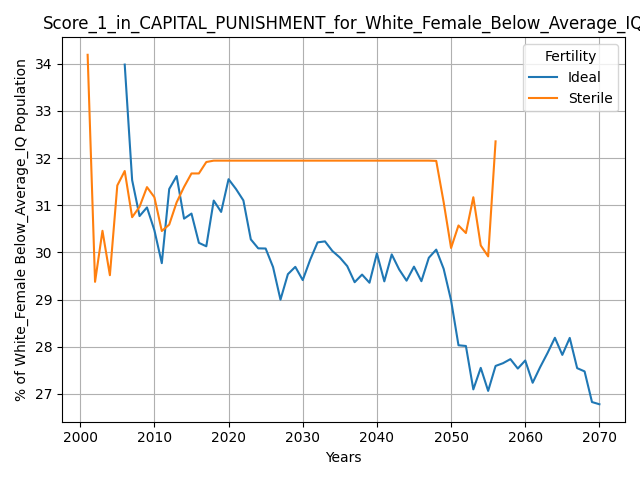 Score_1_in_CAPITAL_PUNISHMENT_for_White_Female_Below_Average_IQ
Fertility
Ideal
Sterile
% of White_Female Below_Average_IQ Population
34
33
32
31
30
29
28
27
2000 2010 2020 2030 2040 2050 2060 2070
Years